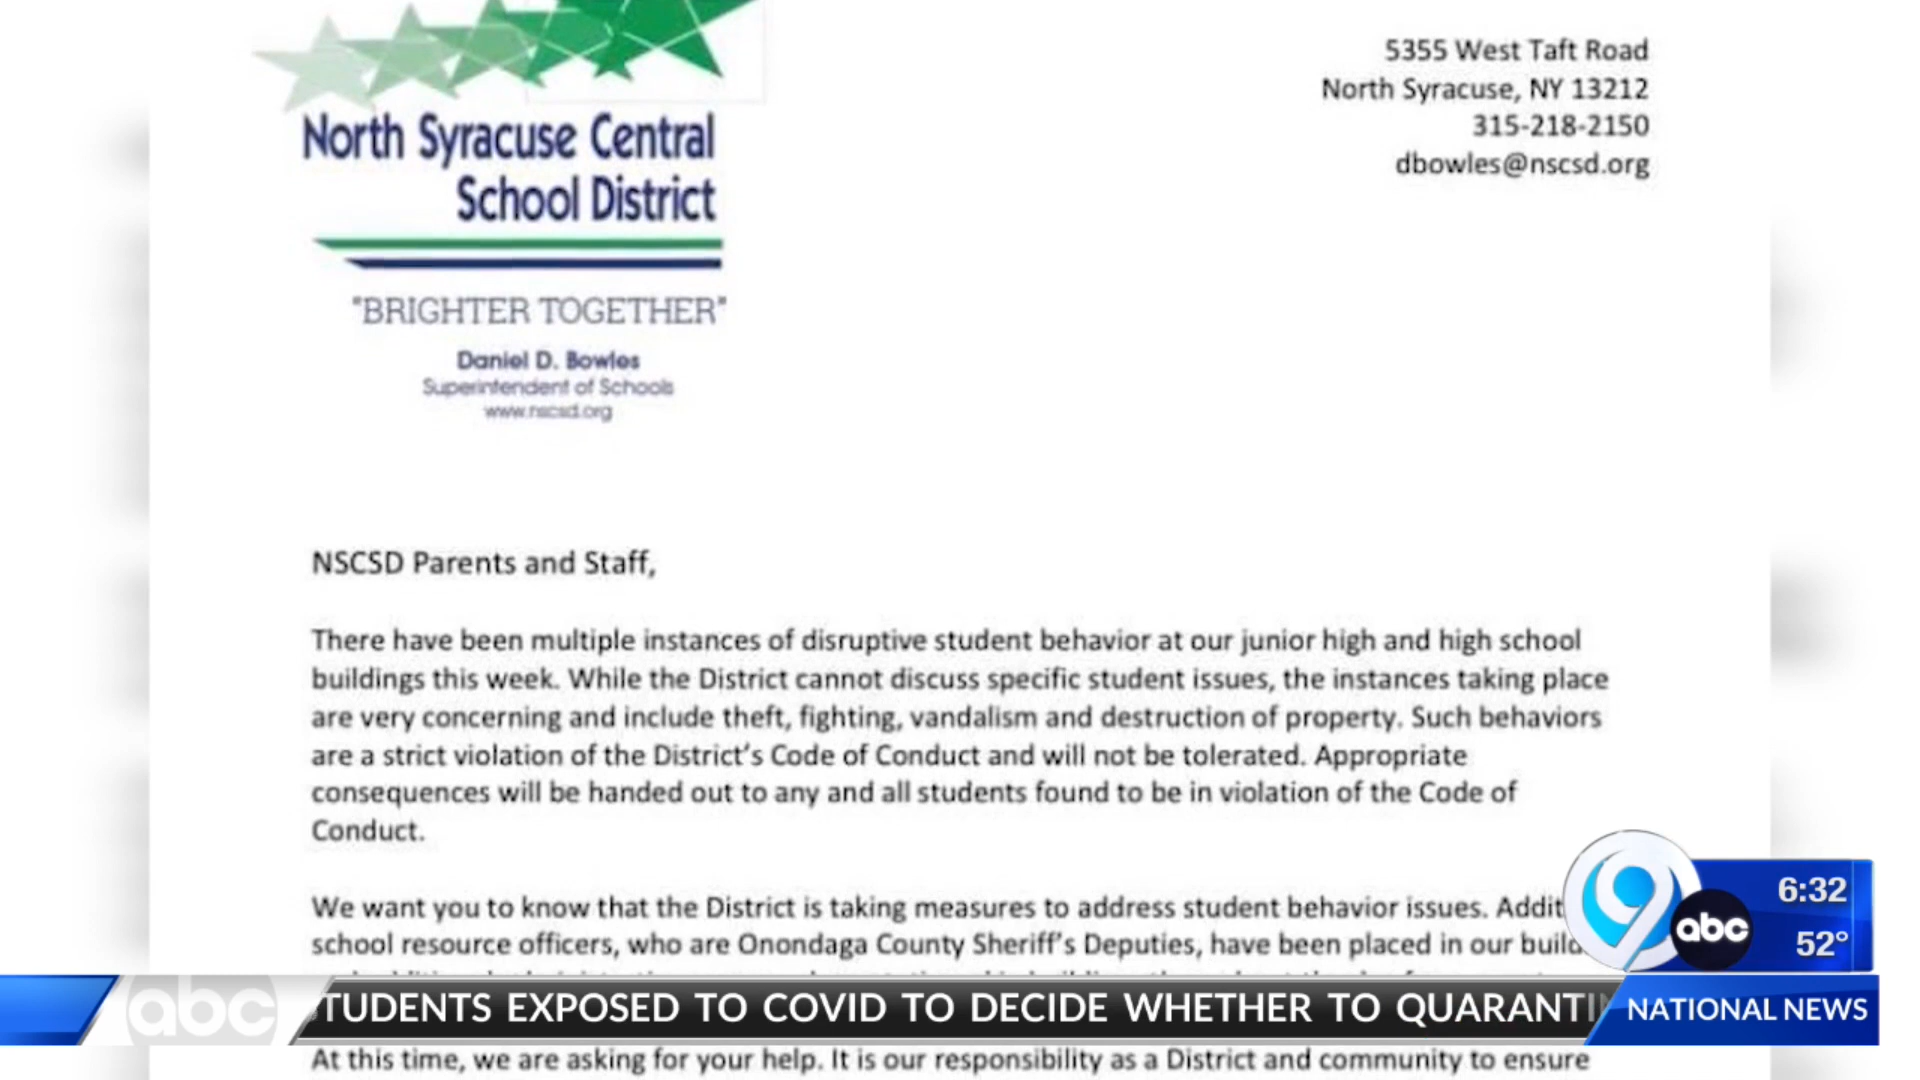 North Syracuse Central
School District
"BRIGHTER TOGETHER"
Daniel D. Bowles
Superintendent of Schools
www.nscsd.org
5355 West Taft Road
North Syracuse, NY 13212
315-218-2150
dbowles@nscsd.org
NSCSD Parents and Staff,
There have been multiple instances of disruptive student behavior at our junior high and high school
buildings this week. While the District cannot discuss specific student issues, the instances taking place
are very concerning and include theft, fighting, vandalism and destruction of property. Such behaviors
are a strict violation of the District's Code of Conduct and will not be tolerated. Appropriate
consequences will be handed out to any and all students found to be in violation of the Code of
Conduct.
We want you to know that the District is taking measures to address student behavior issues. Addit
school resource officers, who are Onondaga County Sheriff's Deputies, have been placed in our build
At this time, we are asking for your help. It is our responsibility as a District and community to ensure
9 abc
6:32
52°
abc
TUDENTS EXPOSED TO COVID TO DECIDE WHETHER TO QUARANTI
NATIONAL NEWS